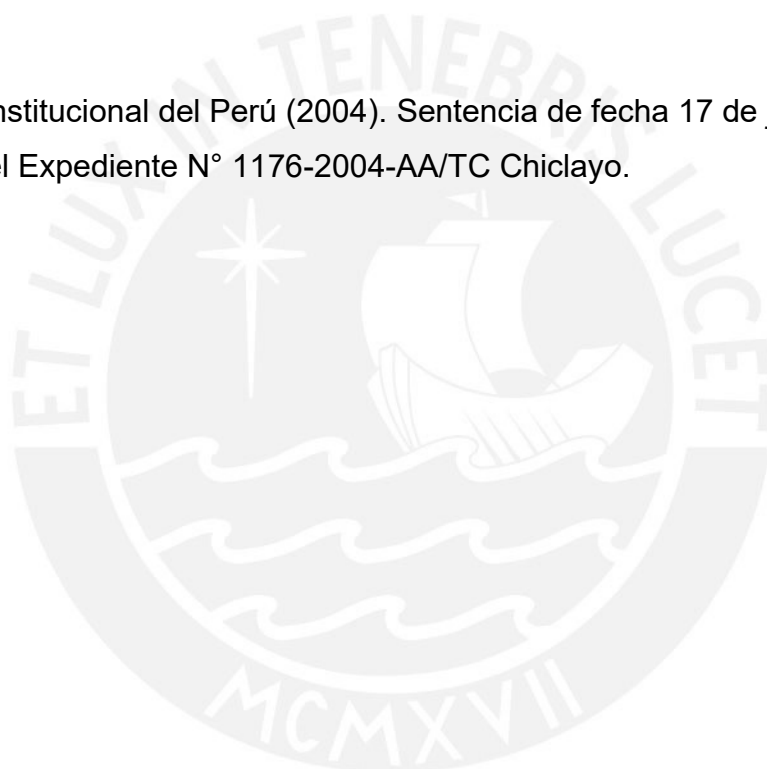 nstitucional del Perú (2004). Sentencia de fecha 17 de
l Expediente N° 1176-2004-AA/TC Chiclayo.
ET LUX IN TENEBRIS LUCET
MCMXVII